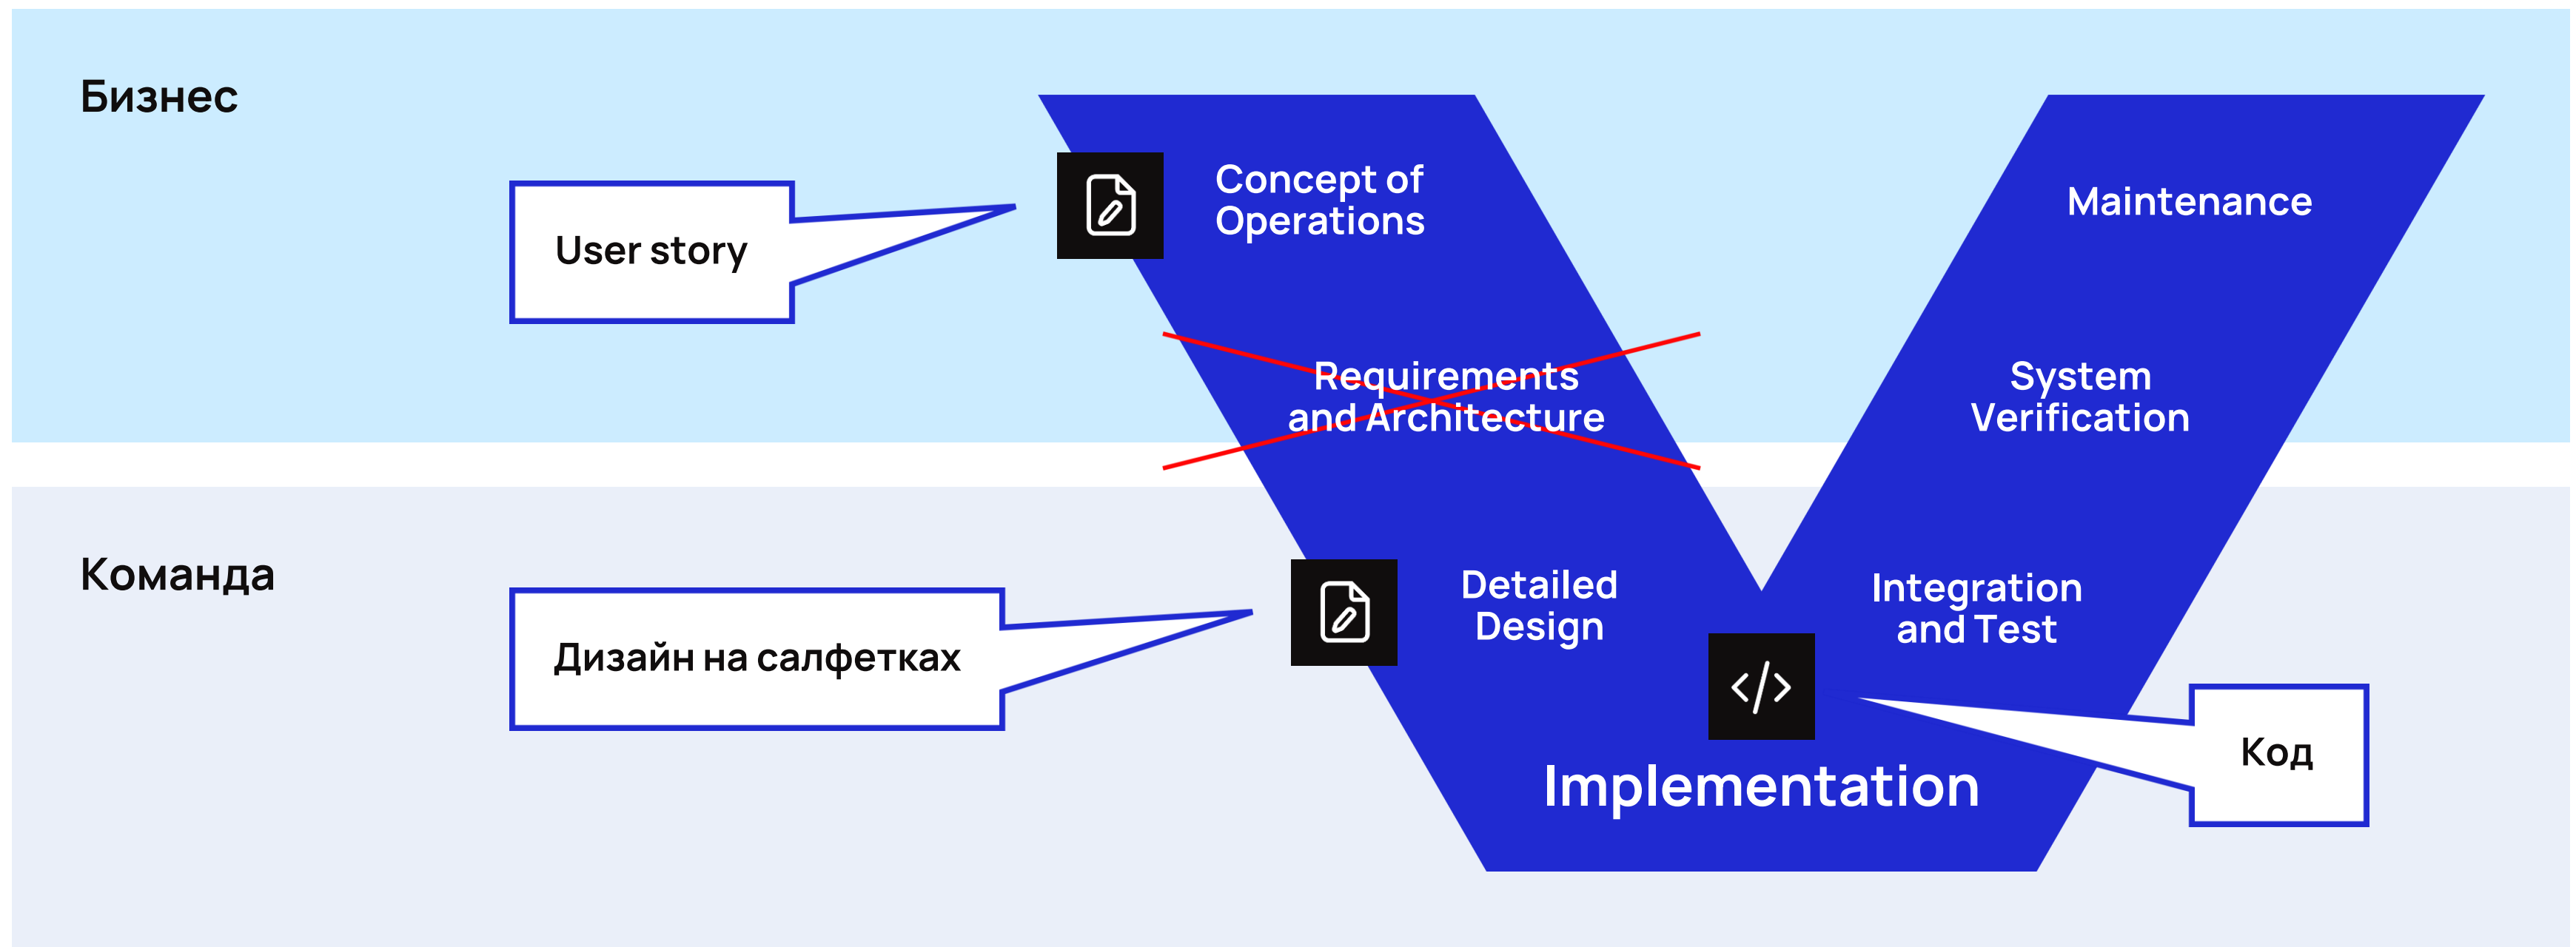 Бизнес
User story
Concept of
Operations
Maintenance
Requirements
and Architecture
System
Verification
Команда
Дизайн на салфетках
Detailed
Design
Integration
and Test
Implementation
Код